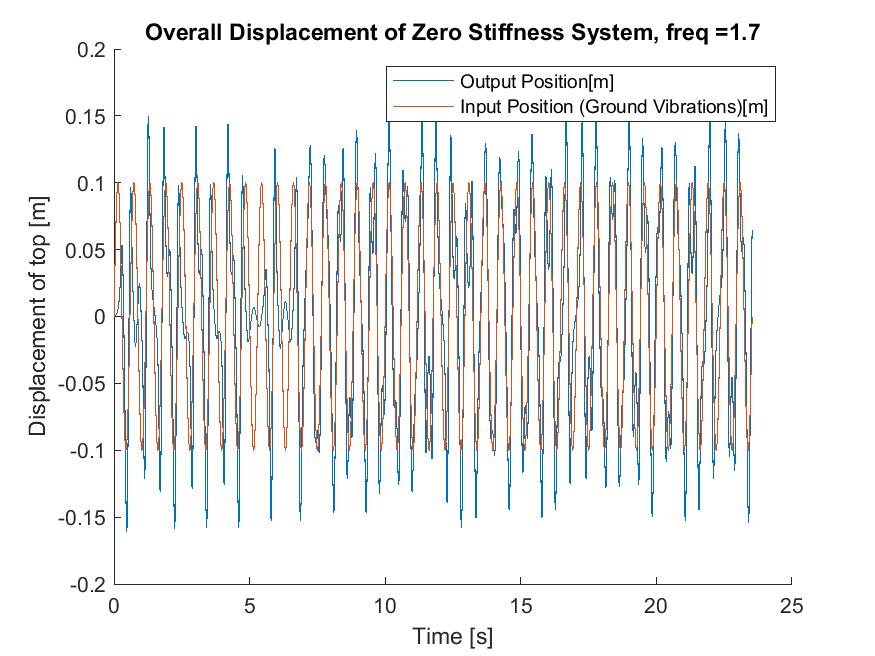 Overall Displacement of Zero Stiffness System, freq =1.7
Output Position[m]
Input Position (Ground Vibrations)[m]
Displacement of top [m]
0.2
0.15
0.1
0.05
0
-0.05
-0.1
-0.15
-0.2
0 5 10 15 20 25
Time [s]